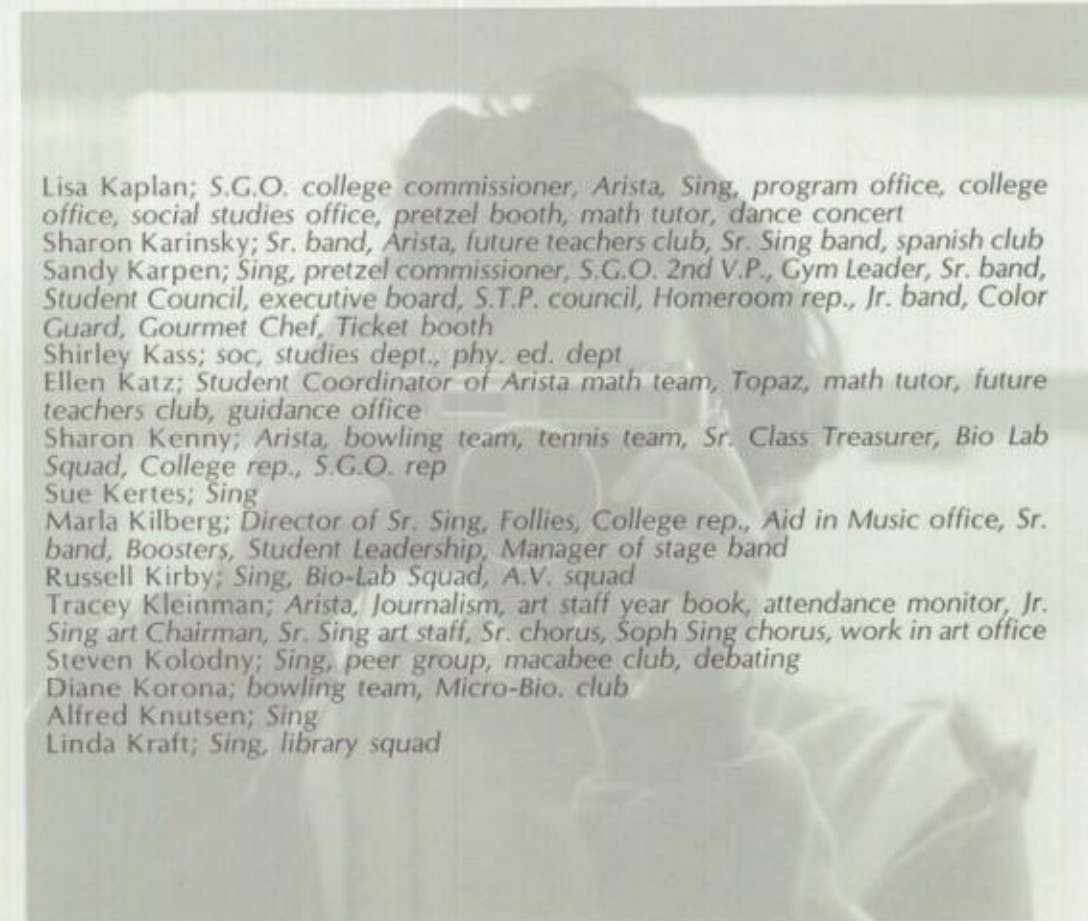 Lisa Kaplan; S.G.O. college commissioner, Arista, Sing, program office, college
office, social studies office, pretzel booth, math tutor, dance concert
Sharon Karinsky; Sr. band, Arista, future teachers club, Sr. Sing band, spanish club
Sandy Karpen; Sing, pretzel commissioner, S.G.O. 2nd V.P., Gym Leader, Sr. band,
Student Council, executive board, S.T.P. council, Homeroom rep., Jr. band, Color
Guard, Gourmet Chef, Ticket booth
Shirley Kass; soc, studies dept., phy. ed. dept
Ellen Katz; Student Coordinator of Arista math team, Topaz, math tutor, future
teachers club, guidance office
Sharon Kenny; Arista, bowling team, tennis team, Sr. Class Treasurer, Bio Lab
Squad, College rep., S.G.O. rep
Sue Kertes; Sing
Marla Kilberg; Director of Sr. Sing, Follies, College rep., Aid in Music office, Sr.
band, Boosters, Student Leadership, Manager of stage band
Russell Kirby; Sing, Bio-Lab Squad, A.V. squad
Tracey Kleinman; Arista, Journalism, art staff year book, attendance monitor, Jr.
Sing art Chairman, Sr. Sing art staff, Sr. chorus, Soph Sing chorus, work in art office
Steven Kolodny; Sing, peer group, macabee club, debating
Diane Korona; bowling team, Micro-Bio. club
Alfred Knutsen; Sing
Linda Kraft; Sing, library squad